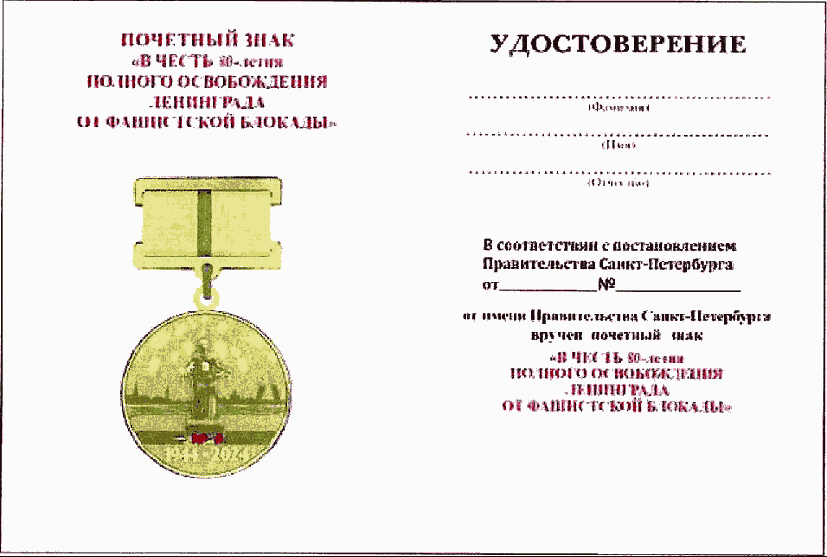 ПОЧЕТНЫЙ ЗНАК
«В ЧЕСТЬ 80-летия
ПОЛНОГО ОСВОБОЖДЕНИЯ
ЛЕНИНГРАДА
ОТ ФАШИСТСКОЙ БЛОКАДЫ»
1944 2024
УДОСТОВЕРЕНИЕ
(Фамилия)
(Имя)
(Отчество)
В соответствии с постановлением
Правительства Санкт-Петербурга
от____________№_______________
от имени Правительства Санкт-Петербурга
вручен почетный знак
«В ЧЕСТЬ 80-летия
ПОЛНОГО ОСВОБОЖДЕНИЯ
ЛЕНИНГРАДА
ОТ ФАШИСТСКОЙ БЛОКАДЫ»